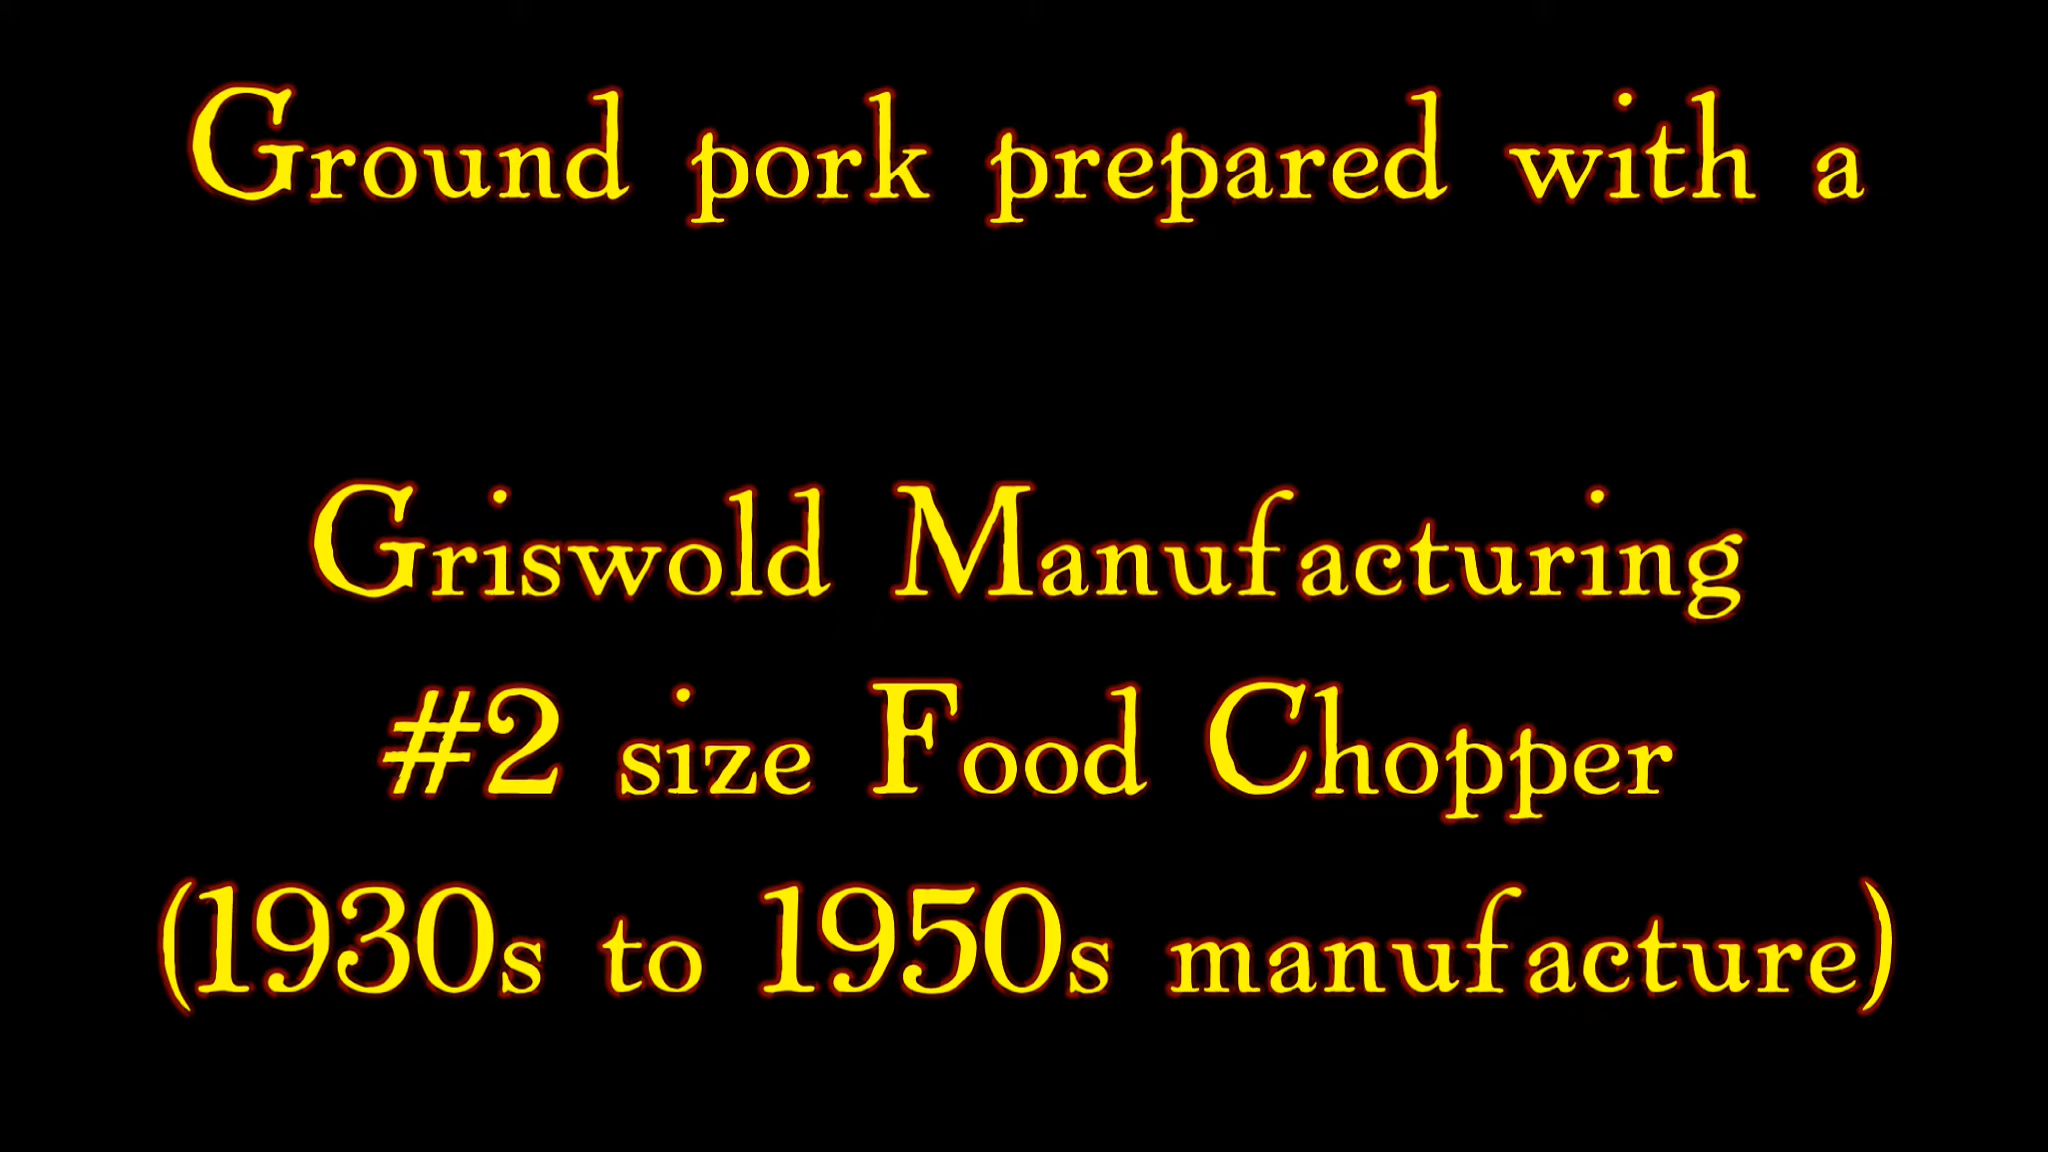 Ground pork prepared with a
Griswold Manufacturing
#2 size Food Chopper
(1930s to 1950s manufacture)